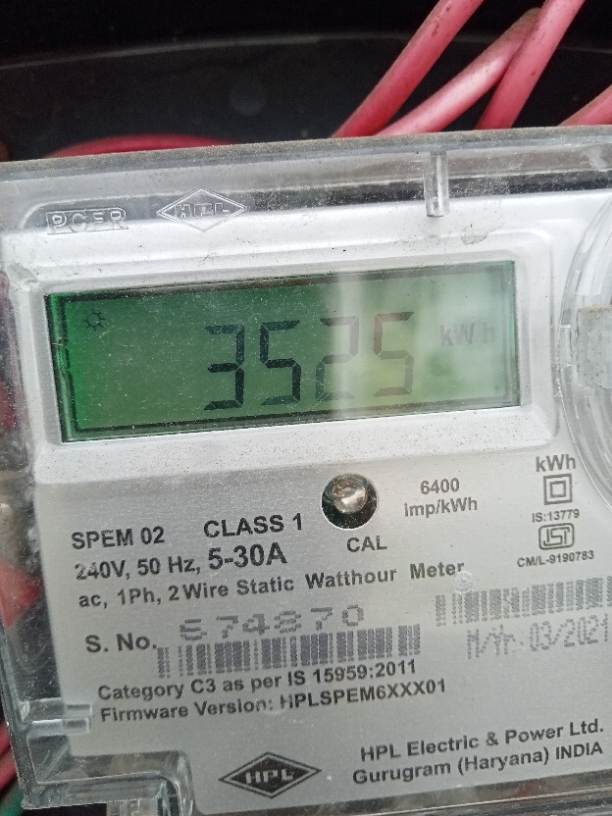 HPL
3525 kWh
6400
imp/kWh
kWh
IS:13779
CM/L-9190783
SPEM 02 CLASS 1
CAL
240V, 50 Hz, 5-30A
ac, 1Ph, 2 Wire Static Watthour Meter
S. No. 674870
M/Yr: 03/2021
Category C3 as per IS 15959:2011
Firmware Version: HPLSPEM6XXX01
HPL
HPL Electric & Power Ltd.
Gurugram (Haryana) INDIA